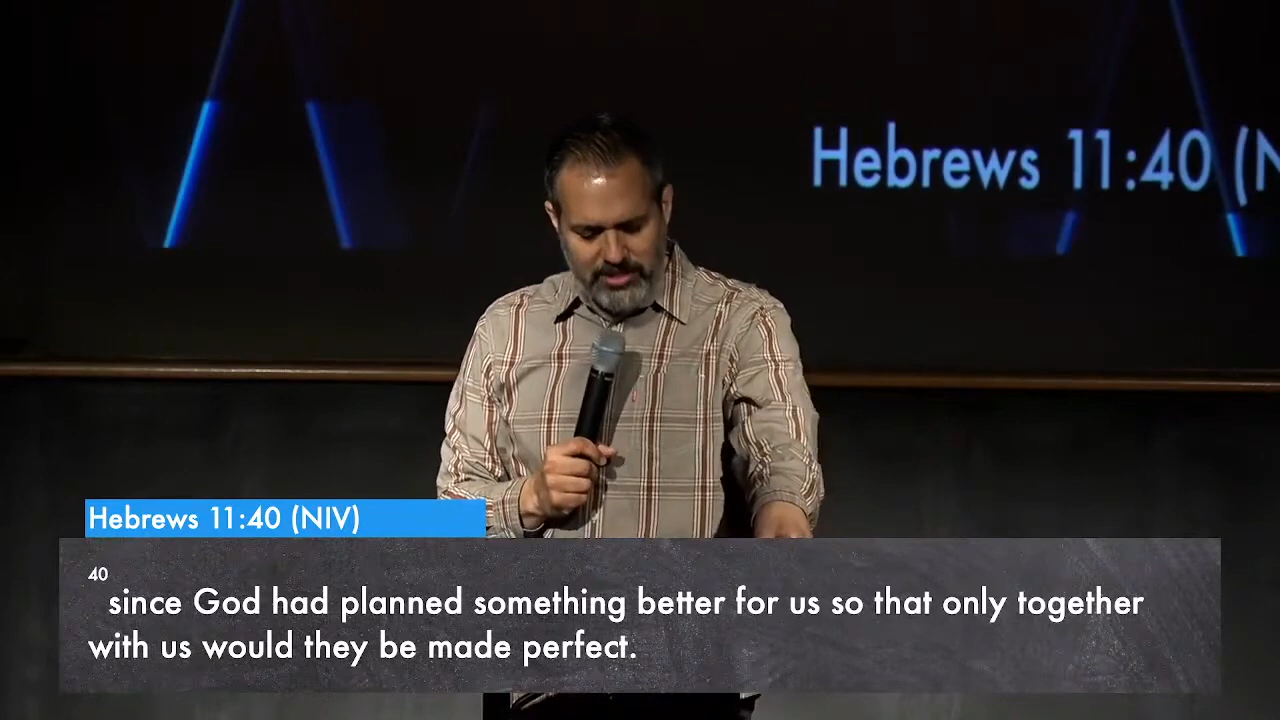 Hebrews 11:40 (N
Hebrews 11:40 (NIV)
40
since God had planned something better for us so that only together
with us would they be made perfect.